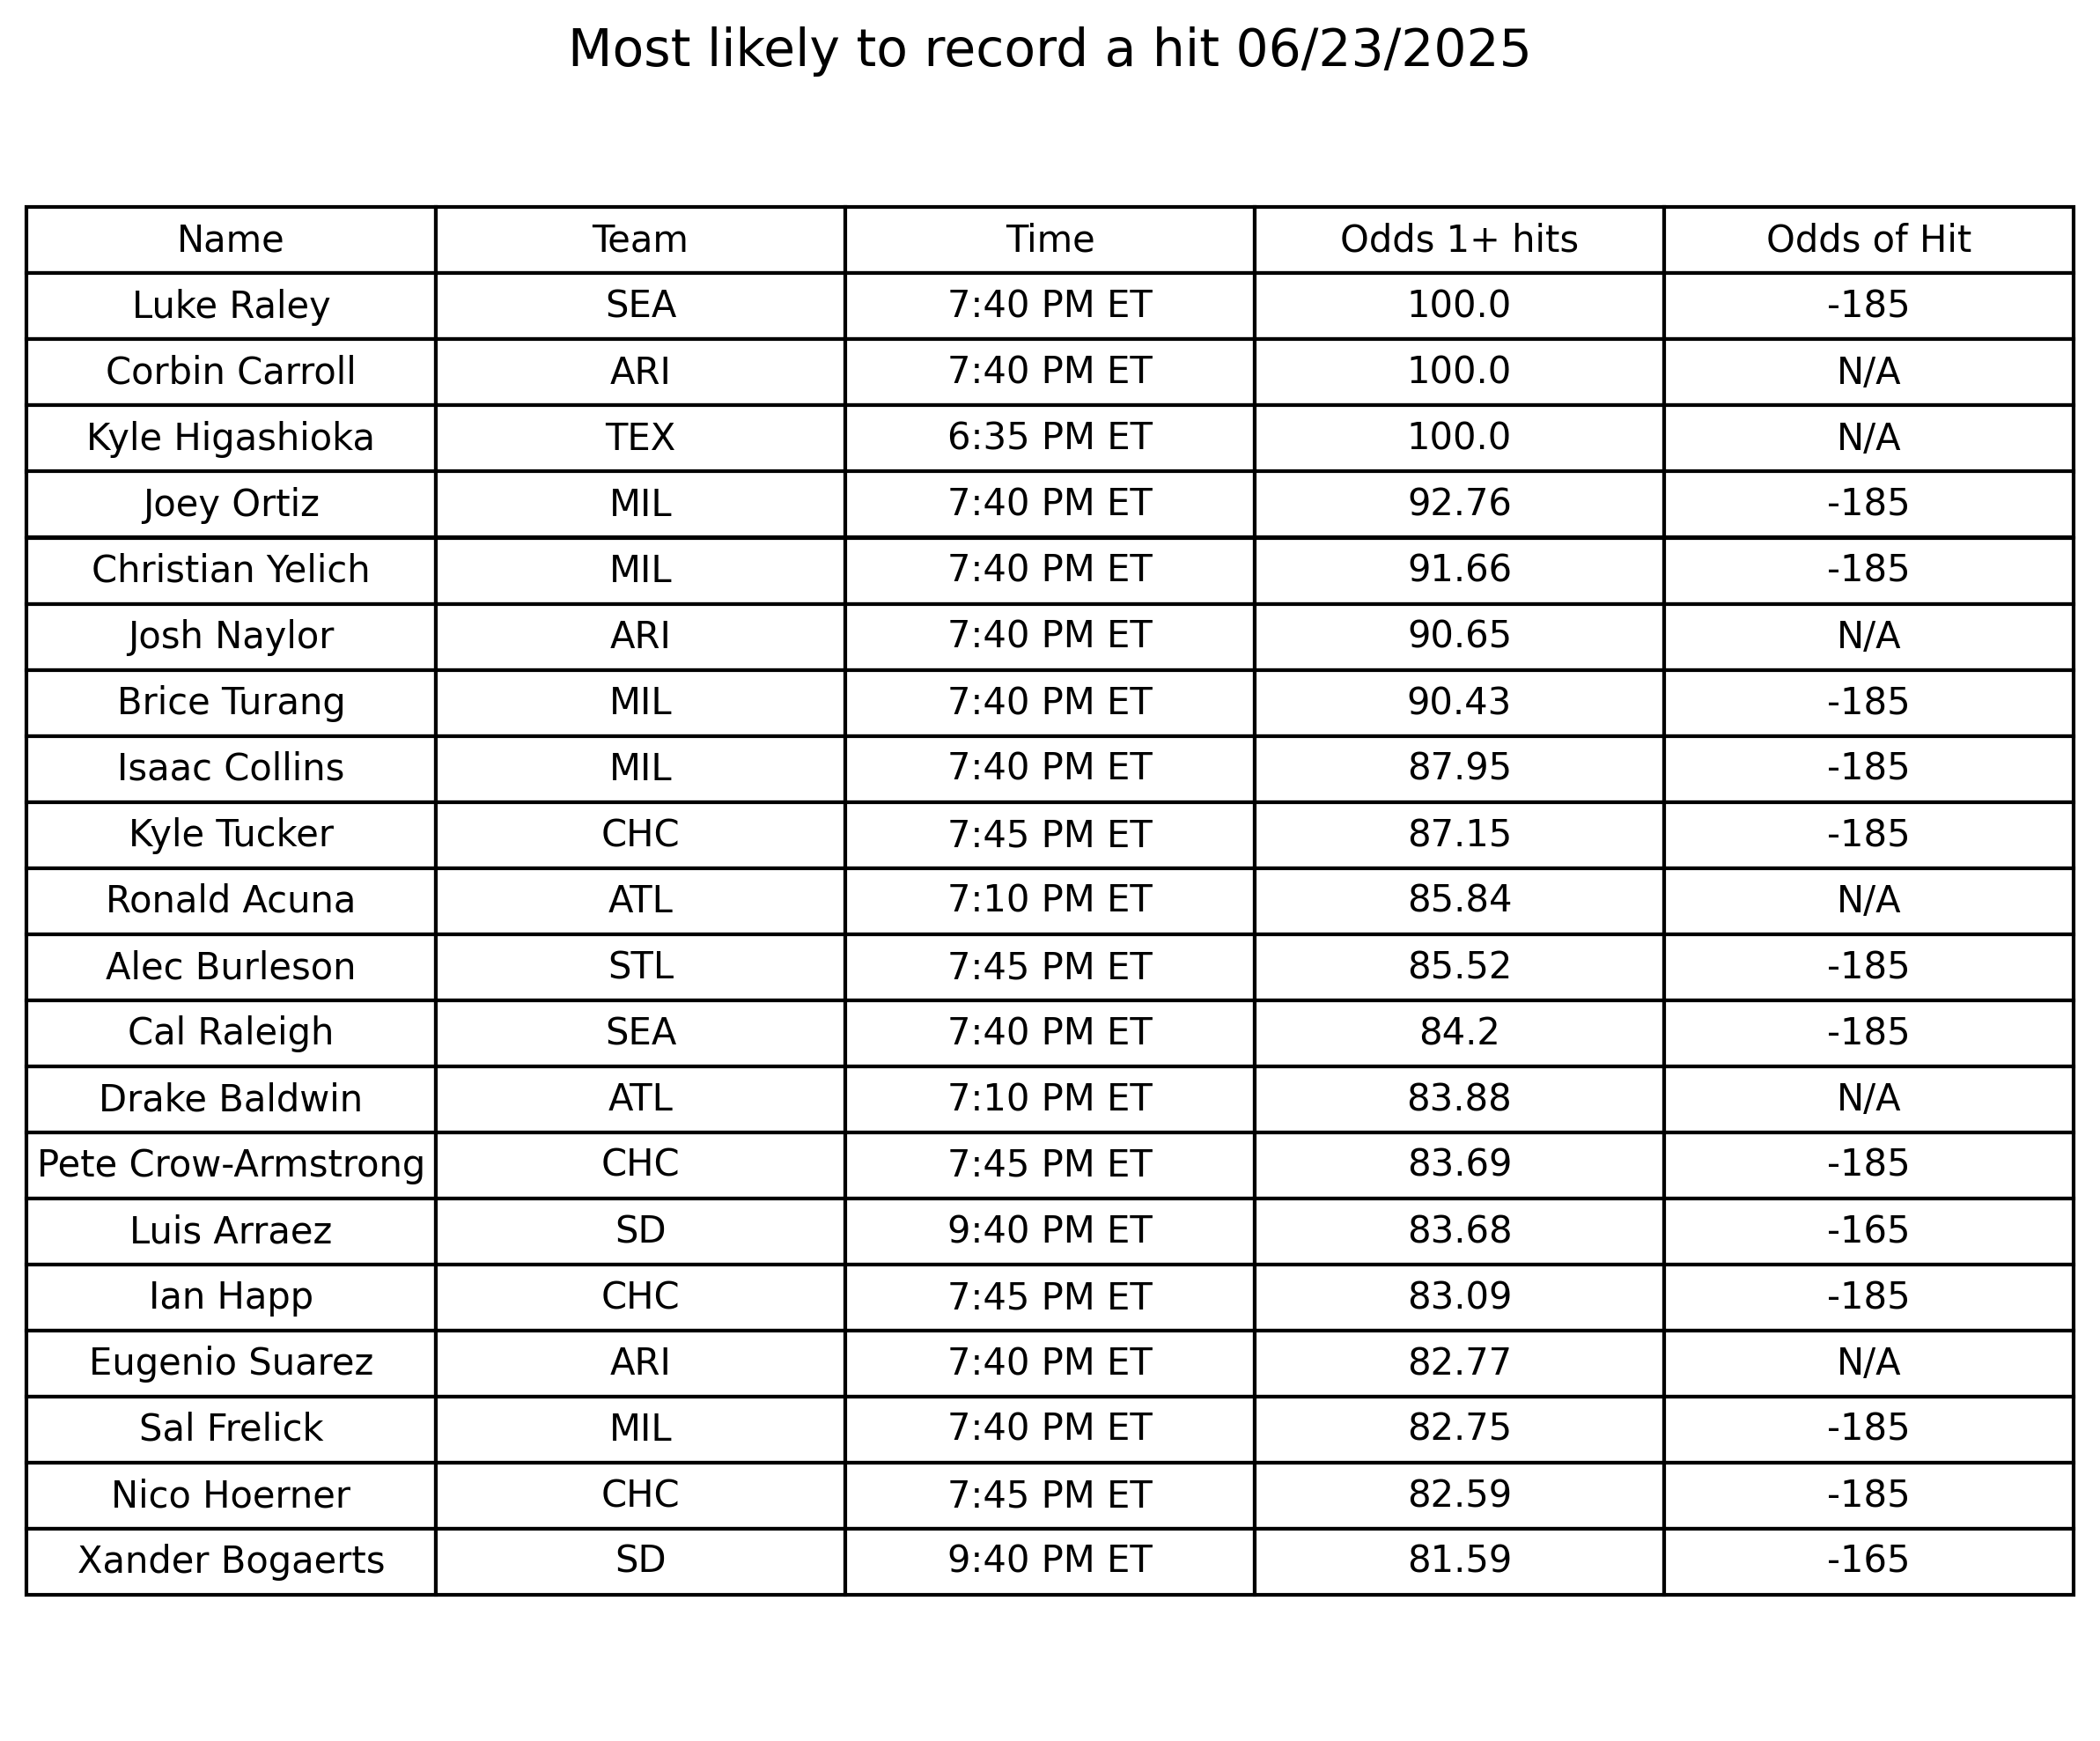 Most likely to record a hit 06/23/2025
Name Team Time Odds 1+ hits Odds of Hit
Luke Raley SEA 7:40 PM ET 100.0 -185
Corbin Carroll ARI 7:40 PM ET 100.0 N/A
Kyle Higashioka TEX 6:35 PM ET 100.0 N/A
Joey Ortiz MIL 7:40 PM ET 92.76 -185
Christian Yelich MIL 7:40 PM ET 91.66 -185
Josh Naylor ARI 7:40 PM ET 90.65 N/A
Brice Turang MIL 7:40 PM ET 90.43 -185
Isaac Collins MIL 7:40 PM ET 87.95 -185
Kyle Tucker CHC 7:45 PM ET 87.15 -185
Ronald Acuna ATL 7:10 PM ET 85.84 N/A
Alec Burleson STL 7:45 PM ET 85.52 -185
Cal Raleigh SEA 7:40 PM ET 84.2 -185
Drake Baldwin ATL 7:10 PM ET 83.88 N/A
Pete Crow-Armstrong CHC 7:45 PM ET 83.69 -185
Luis Arraez SD 9:40 PM ET 83.68 -165
Ian Happ CHC 7:45 PM ET 83.09 -185
Eugenio Suarez ARI 7:40 PM ET 82.77 N/A
Sal Frelick MIL 7:40 PM ET 82.75 -185
Nico Hoerner CHC 7:45 PM ET 82.59 -185
Xander Bogaerts SD 9:40 PM ET 81.59 -165